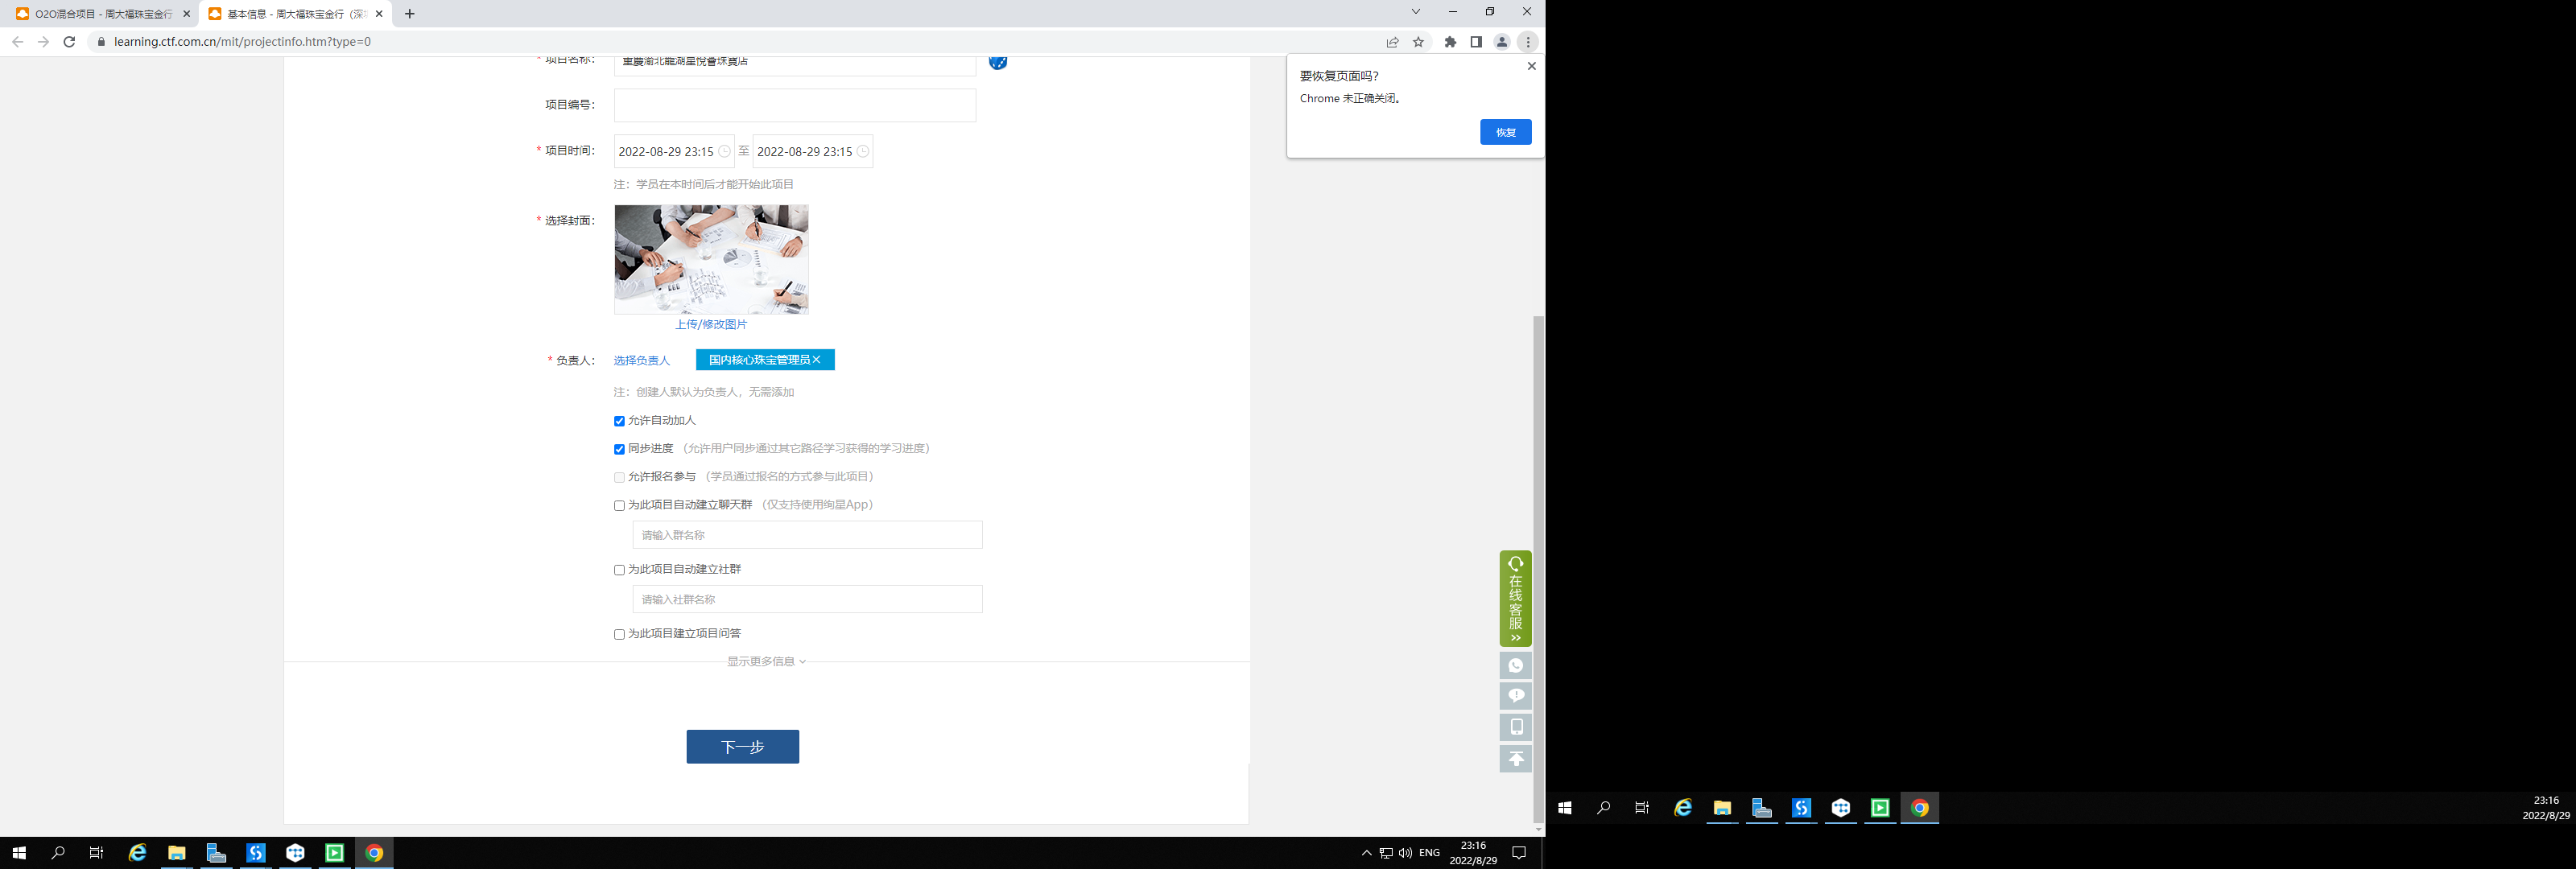 O2O混合项目 - 周大福珠宝金行
基本信息 - 周大福珠宝金行（深
learning.ctf.com.cn/mit/projectinfo.htm?type=0
要恢复页面吗?
Chrome 未正确关闭。
恢复
* 项目名称： 重慶渝北龍湖星悅薈珠寶店
项目编号：
* 项目时间： 2022-08-29 23:15 至 2022-08-29 23:15
注：学员在本时间后才能开始此项目
* 选择封面：
上传/修改图片
* 负责人： 选择负责人 国内核心珠宝管理员✕
注：创建人默认为负责人，无需添加
允许自动加人
同步进度 （允许用户同步通过其它路径学习获得的学习进度）
允许报名参与 （学员通过报名的方式参与此项目）
为此项目自动建立聊天群 （仅支持使用绚星App）
请输入群名称
为此项目自动建立社群
请输入社群名称
为此项目建立项目问答
显示更多信息
下一步
在线客服
ENG
23:16
2022/8/29
23:16
2022/8/29